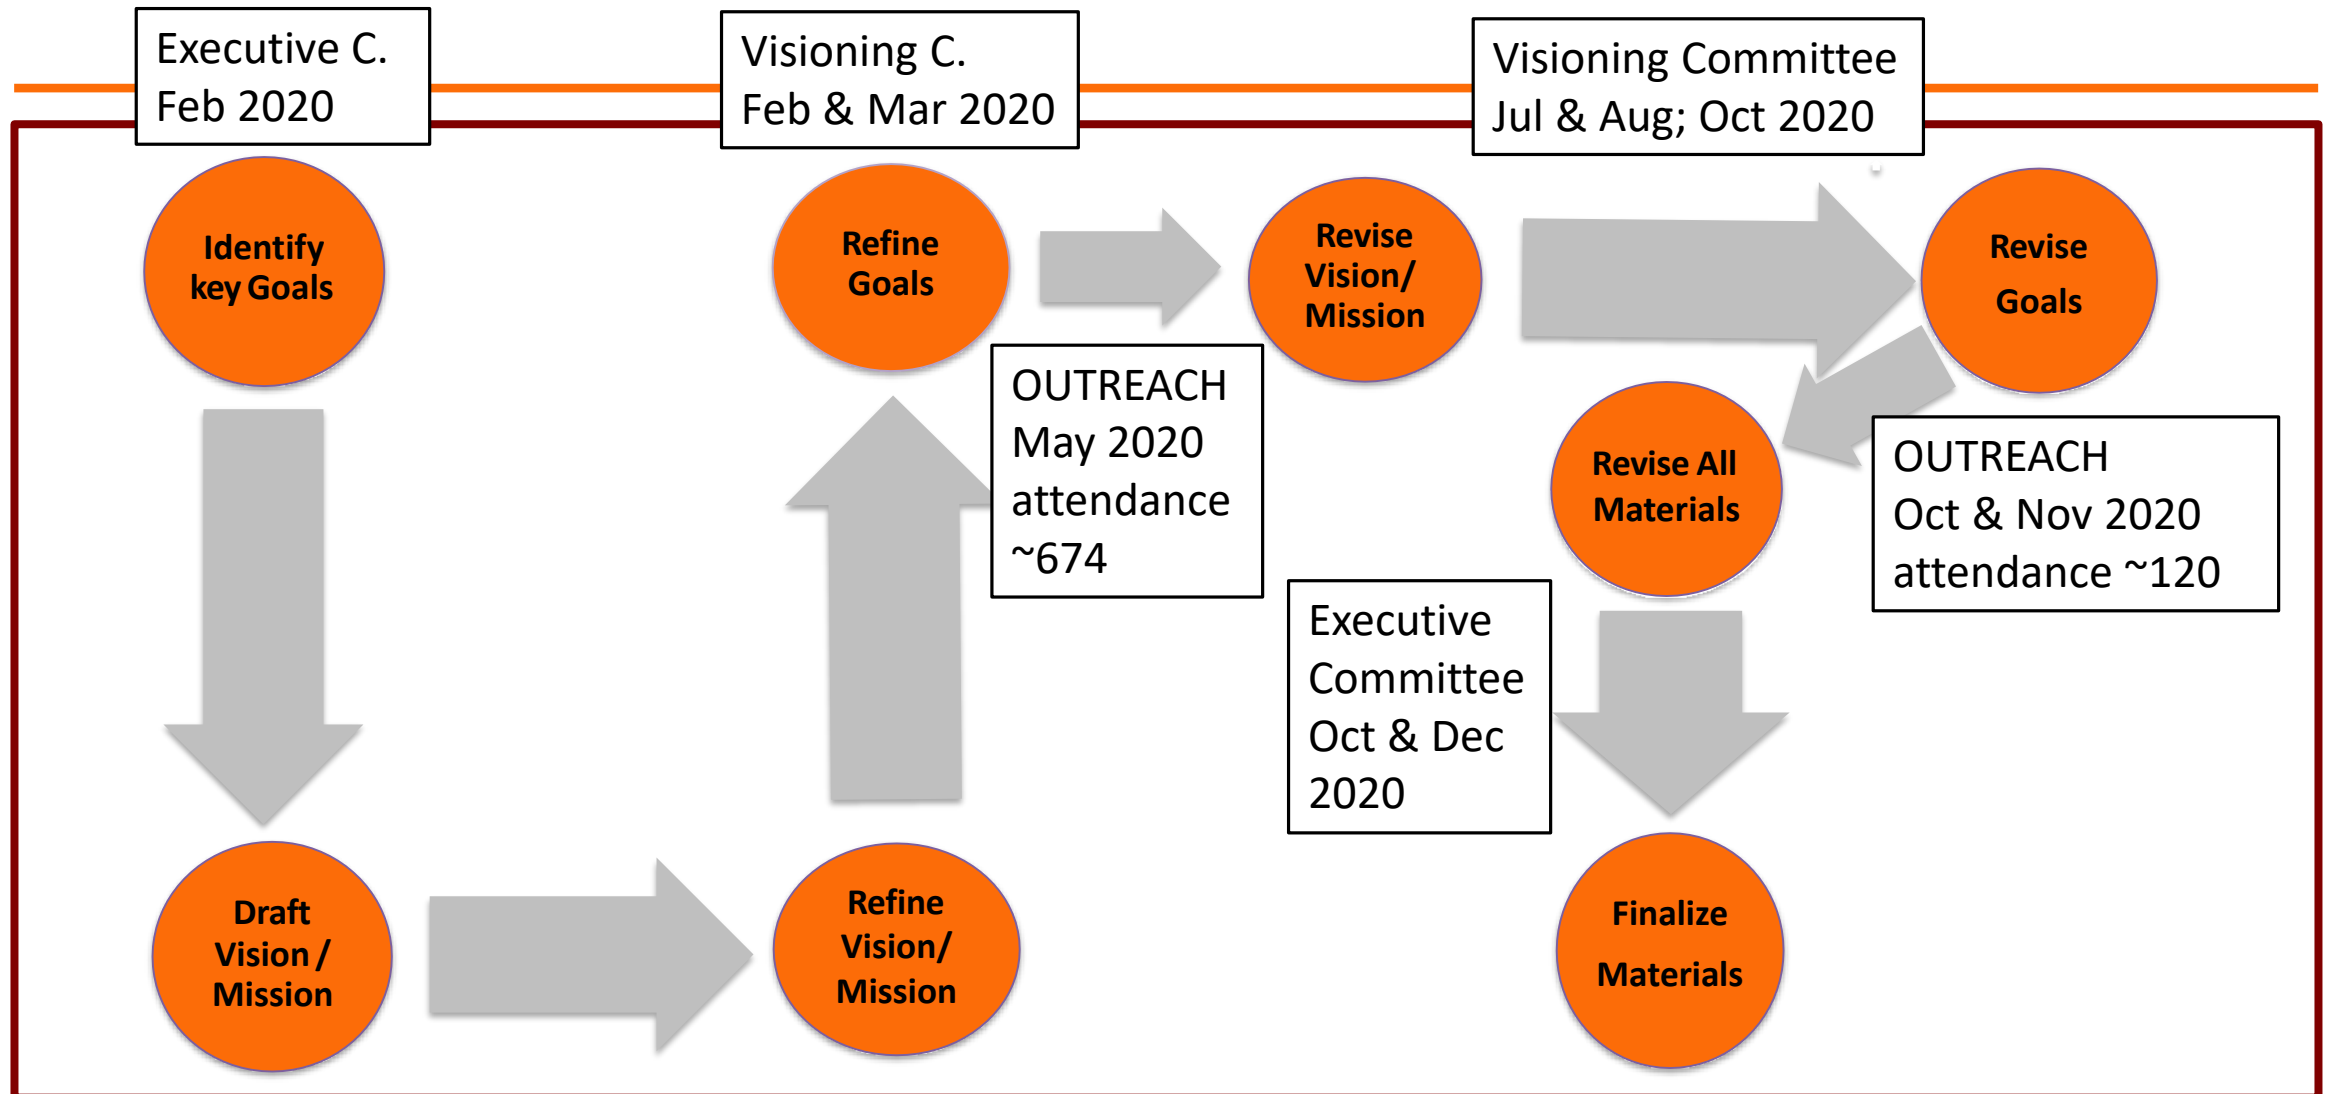 Executive C.
Feb 2020
Visioning C.
Feb & Mar 2020
Visioning Committee
Jul & Aug; Oct 2020
Identify
key Goals
Refine
Goals
Revise
Vision/
Mission
Revise
Goals
OUTREACH
May 2020
attendance
~674
Revise All
Materials
OUTREACH
Oct & Nov 2020
attendance ~120
Executive
Committee
Oct & Dec
2020
Draft
Vision /
Mission
Refine
Vision/
Mission
Finalize
Materials